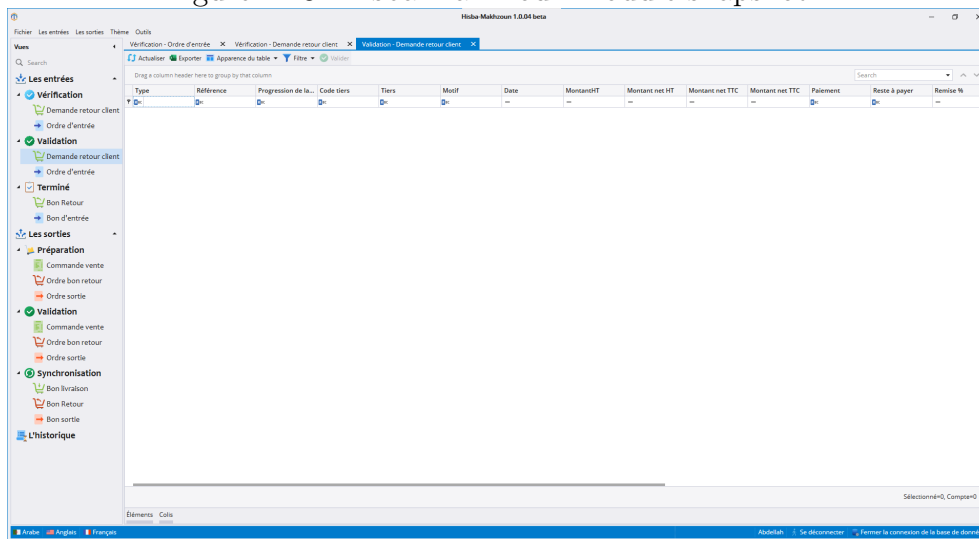 Hisba-Makhzoun 1.0.04 beta
Fichier Les entrées Les sorties Thème Outils
Vues
Vérification - Ordre d'entrée Vérification - Demande retour client Validation - Demande retour client
Actualiser Exporter Apparence du table Filtre Valider
Search
Drag a column header here to group by that column
Search
Type Référence Progression de la... Code tiers Tiers Motif Date MontantHT Montant net HT Montant net TTC Montant net TTC Paiement Reste à payer Remise %
Les entrées
Vérification
Demande retour client
Ordre d'entrée
Validation
Demande retour client
Ordre d'entrée
Terminé
Bon Retour
Bon d'entrée
Les sorties
Préparation
Commande vente
Ordre bon retour
Ordre sortie
Validation
Commande vente
Ordre bon retour
Ordre sortie
Synchronisation
Bon livraison
Bon Retour
Bon sortie
L'historique
Sélectionné=0, Compte=0
Éléments Colis
Arabe Anglais Français Abdellah Se déconnecter Fermer la connexion de la base de donné